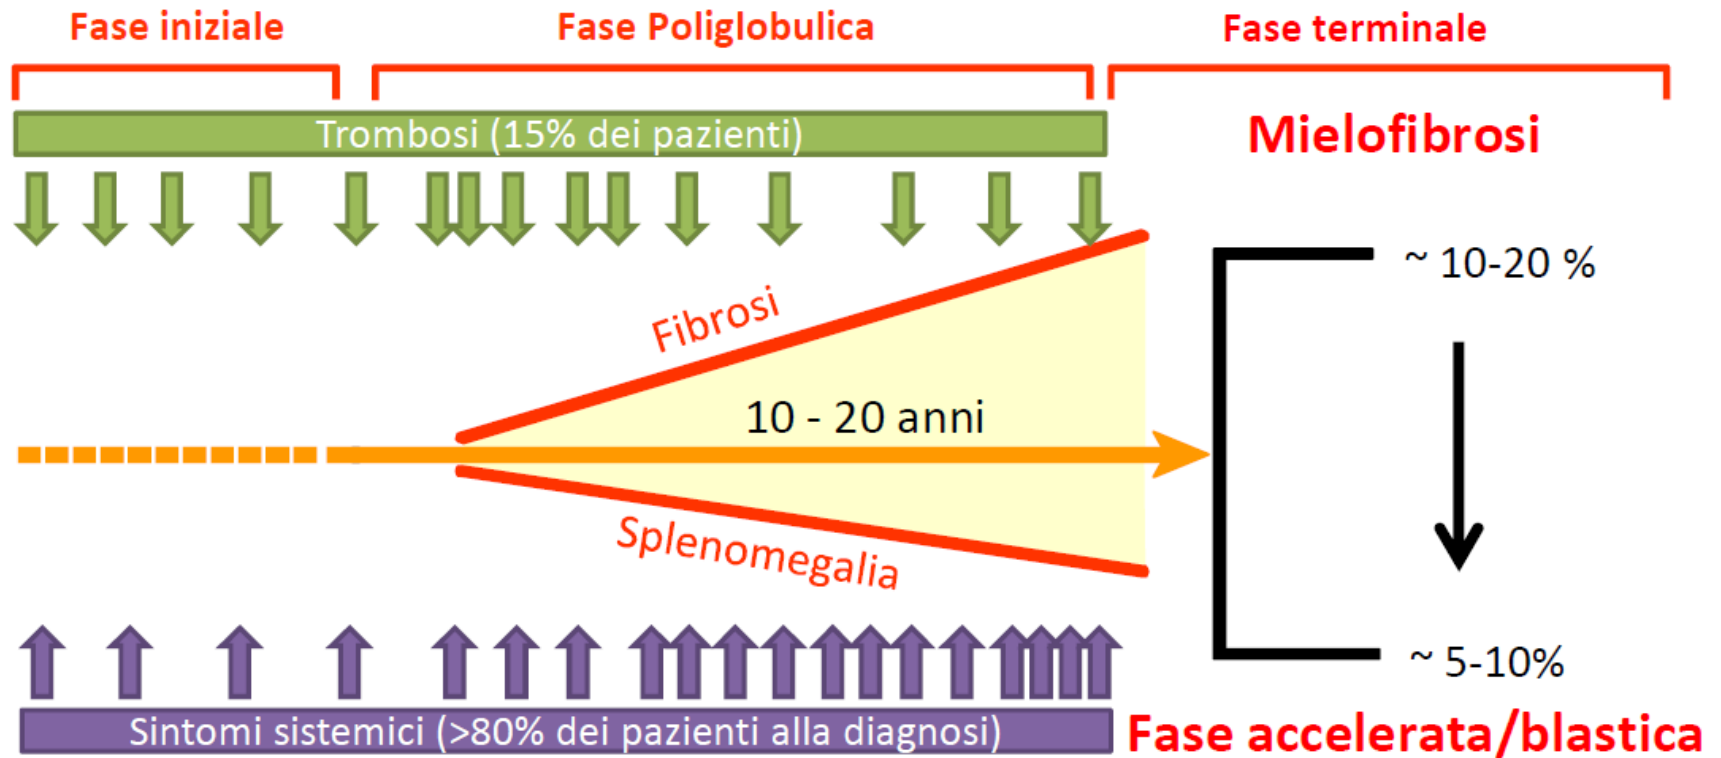 Fase iniziale
Fase Poliglobulica
Fase terminale
Trombosi (15% dei pazienti)
Mielofibrosi
~ 10-20 %
Fibrosi
10 - 20 anni
Splenomegalia
~ 5-10%
Sintomi sistemici (>80% dei pazienti alla diagnosi)
Fase accelerata/blastica